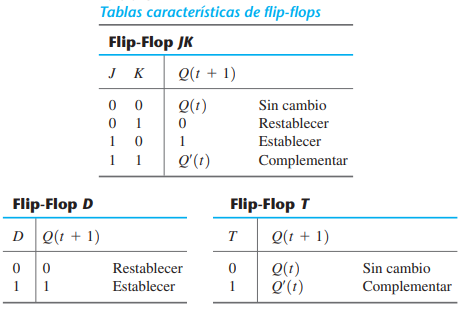 Tablas características de flip-flops
Flip-Flop JK
J K Q(t + 1)
0 0 Q(t) Sin cambio
0 1 0 Restablecer
1 0 1 Establecer
1 1 Q′(t) Complementar
Flip-Flop D
D Q(t + 1)
0 0 Restablecer
1 1 Establecer
Flip-Flop T
T Q(t + 1)
0 Q(t) Sin cambio
1 Q′(t) Complementar